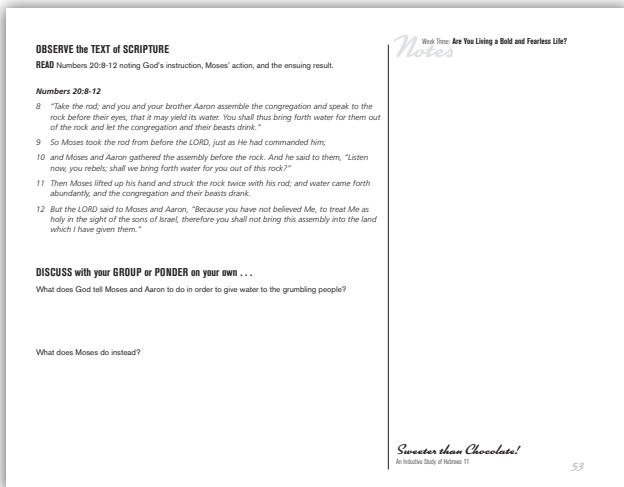 OBSERVE the TEXT of SCRIPTURE
READ Numbers 20:8-12 noting God's instruction, Moses' action, and the ensuing result.
Numbers 20:8-12
8 "Take the rod; and you and your brother Aaron assemble the congregation and speak to the
rock before their eyes, that it may yield its water. You shall thus bring forth water for them out
of the rock and let the congregation and their beasts drink."
9 So Moses took the rod from before the LORD, just as He had commanded him;
10 and Moses and Aaron gathered the assembly before the rock. And he said to them, "Listen
now, you rebels; shall we bring forth water for you out of this rock?"
11 Then Moses lifted up his hand and struck the rock twice with his rod; and water came forth
abundantly, and the congregation and their beasts drank.
12 But the LORD said to Moses and Aaron, "Because you have not believed Me, to treat Me as
holy in the sight of the sons of Israel, therefore you shall not bring this assembly into the land
which I have given them."
DISCUSS with your GROUP or PONDER on your own . . .
What does God tell Moses and Aaron to do in order to give water to the grumbling people?
What does Moses do instead?
Week Three: Are You Living a Bold and Fearless Life?
Notes
Sweeter than Chocolate!
An Inductive Study of Hebrews 11
53